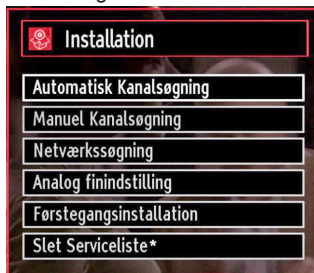 Installation
Automatisk Kanalsøgning
Manuel Kanalsøgning
Netværkssøgning
Analog finindstilling
Førstegangsinstallation
Slet Serviceliste*